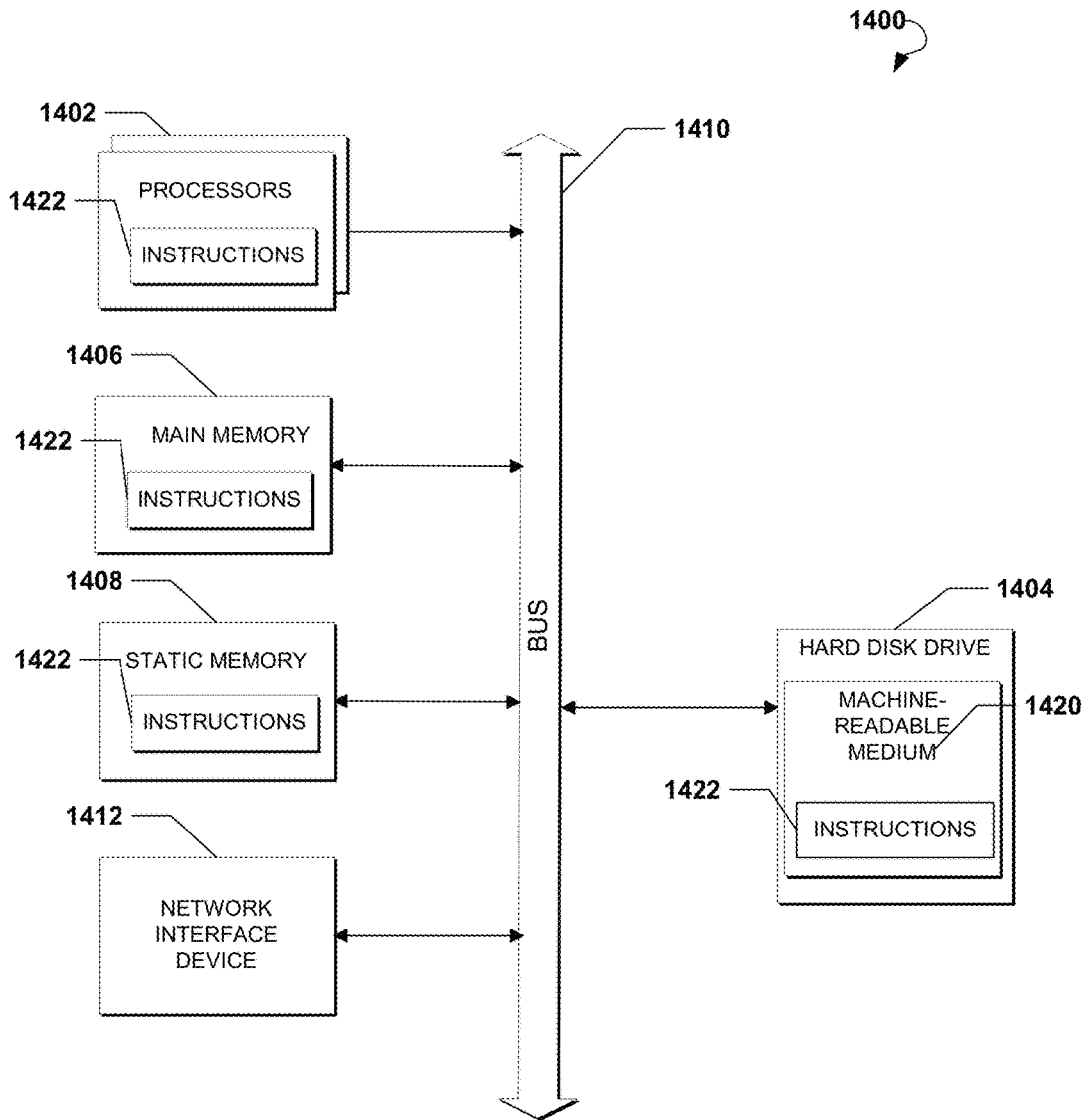 1400
1402
1410
PROCESSORS
1422
INSTRUCTIONS
1406
MAIN MEMORY
1422
INSTRUCTIONS
1408
STATIC MEMORY
1422
INSTRUCTIONS
BUS
1404
HARD DISK DRIVE
MACHINE-
READABLE
MEDIUM
1420
1422
INSTRUCTIONS
1412
NETWORK
INTERFACE
DEVICE